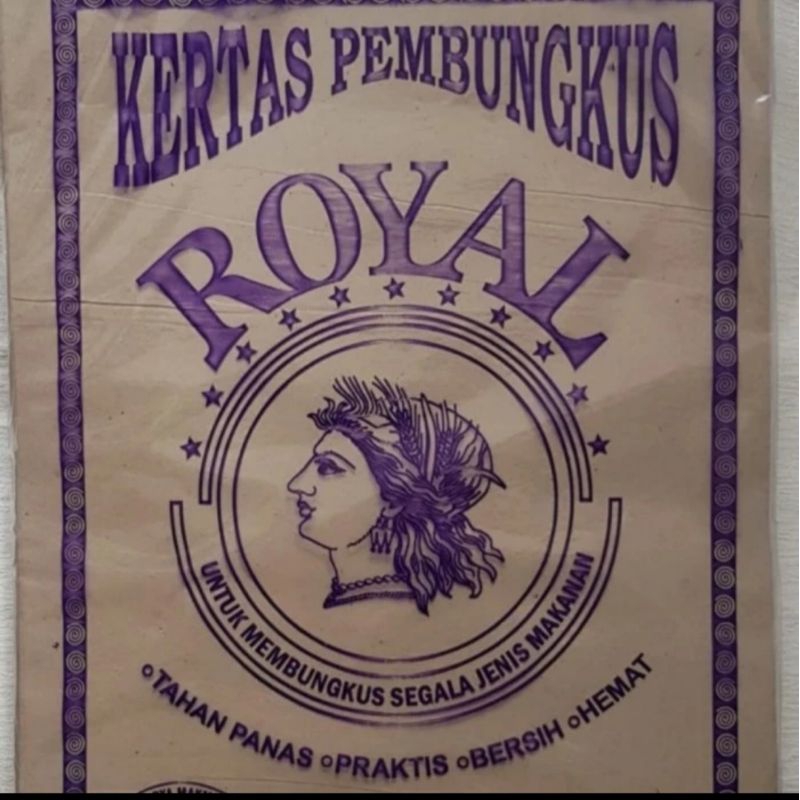 KERTAS PEMBUNGKUS
ROYAL
UNTUK MEMBUNGKUS SEGALA JENIS MAKANAN
TAHAN PANAS PRAKTIS BERSIH HEMAT